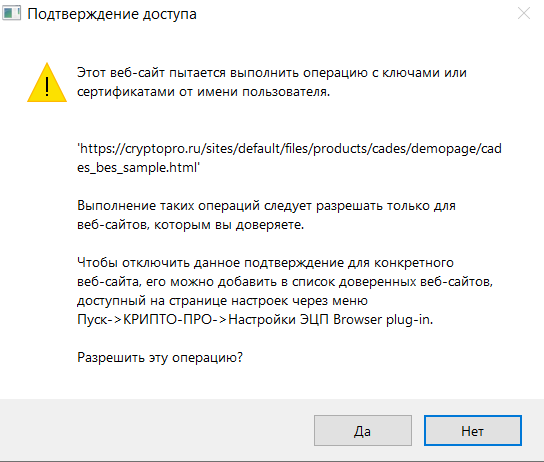 Подтверждение доступа
Этот веб-сайт пытается выполнить операцию с ключами или
сертификатами от имени пользователя.
'https://cryptopro.ru/sites/default/files/products/cades/demopage/cad
es_bes_sample.html'
Выполнение таких операций следует разрешать только для
веб-сайтов, которым вы доверяете.
Чтобы отключить данное подтверждение для конкретного
веб-сайта, его можно добавить в список доверенных веб-сайтов,
доступный на странице настроек через меню
Пуск->КРИПТО-ПРО->Настройки ЭЦП Browser plug-in.
Разрешить эту операцию?
Да
Нет